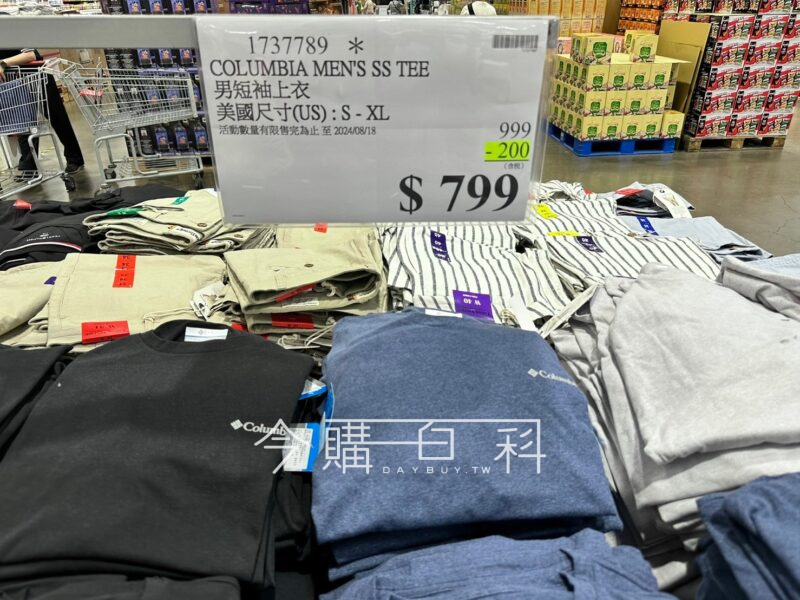 1737789 *
COLUMBIA MEN'S SS TEE
男短袖上衣
美國尺寸(US) : S - XL
活動數量有限售完為止 至 2024/08/18
999
- 200
(含稅)
$ 799
W 40
Columbia
Columb
今購百科
DAYBUY.TW